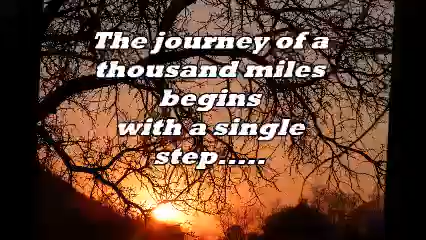 The journey of a
thousand miles
begins
with a single
step.....